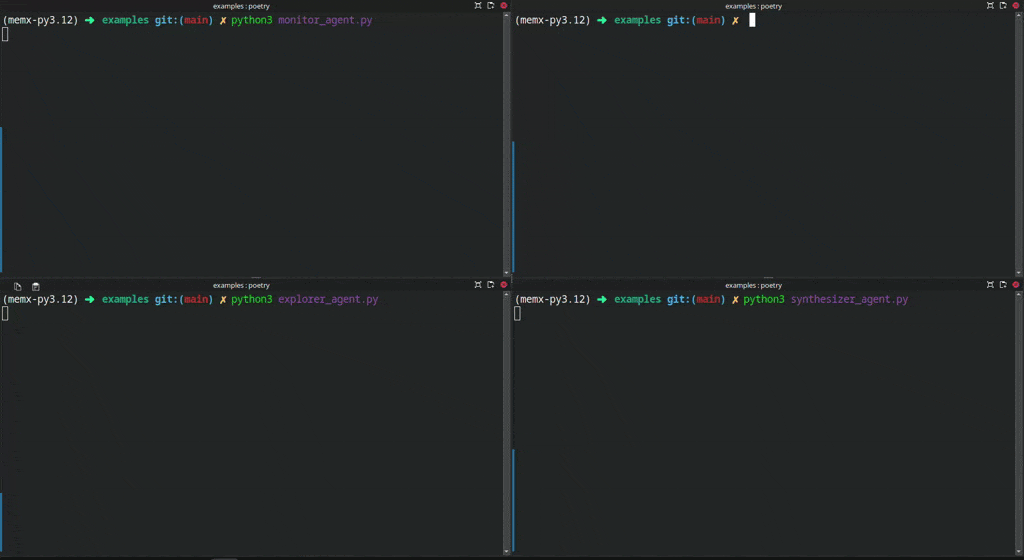 examples : poetry
(memx-py3.12) ➜ examples git:(main) ✗ python3 monitor_agent.py
examples : poetry
(memx-py3.12) ➜ examples git:(main) ✗
examples : poetry
(memx-py3.12) ➜ examples git:(main) ✗ python3 explorer_agent.py
examples : poetry
(memx-py3.12) ➜ examples git:(main) ✗ python3 synthesizer_agent.py